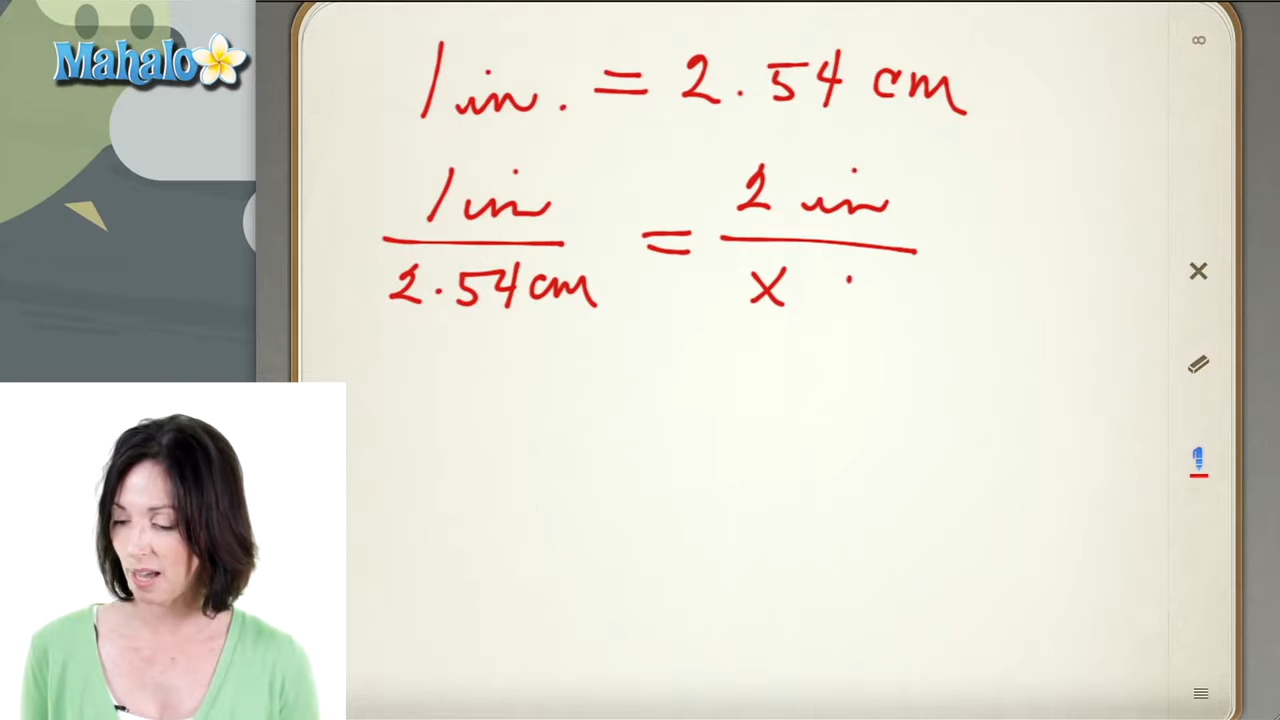 Mahalo
1 in. = 2.54 cm
1 in = 2 in
2.54 cm x